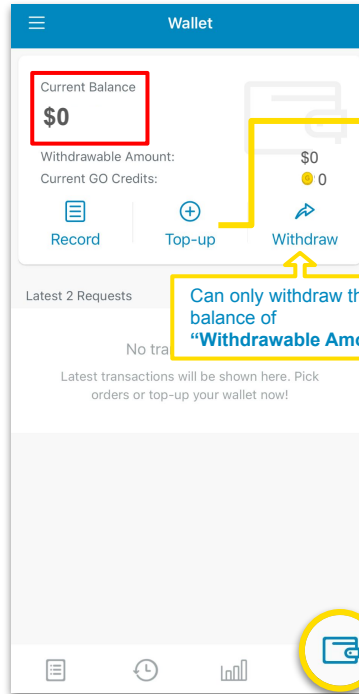 Wallet
Current Balance
$0
Withdrawable Amount: $0
Current GO Credits: 0
Record Top-up Withdraw
Latest 2 Requests
Can only withdraw
balance of
“Withdrawable
No
Latest transactions will be shown here. Pick
orders or top-up your wallet now!